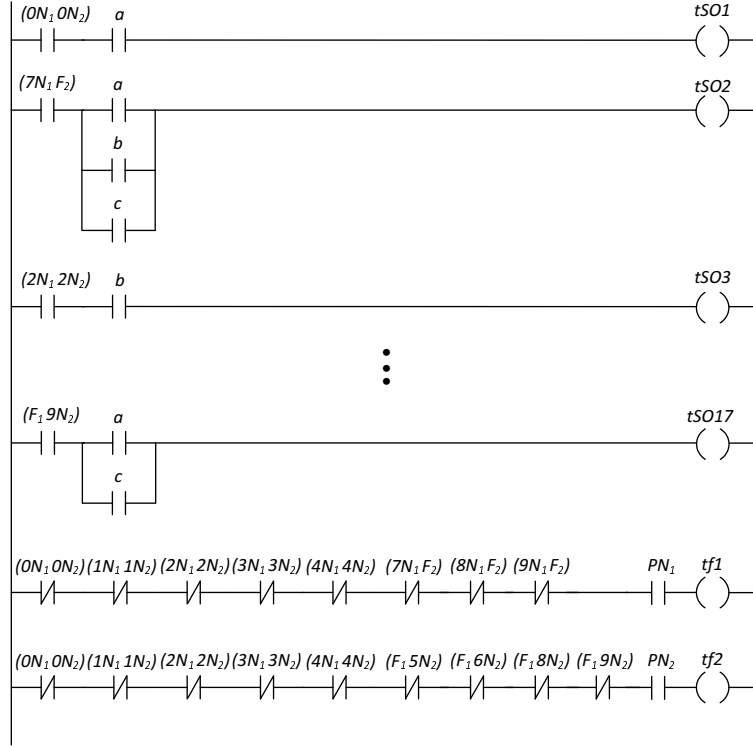 (0N₁ 0N₂) a tSO1
(7N₁ F₂) a tSO2
b
c
(2N₁ 2N₂) b tSO3
(F₁ 9N₂) a tSO17
c
(0N₁ 0N₂) (1N₁ 1N₂) (2N₁ 2N₂) (3N₁ 3N₂) (4N₁ 4N₂) (7N₁ F₂) (8N₁ F₂) (9N₁ F₂) PN₁ tf1
(0N₁ 0N₂) (1N₁ 1N₂) (2N₁ 2N₂) (3N₁ 3N₂) (4N₁ 4N₂) (F₁ 5N₂) (F₁ 6N₂) (F₁ 8N₂) (F₁ 9N₂) PN₂ tf2